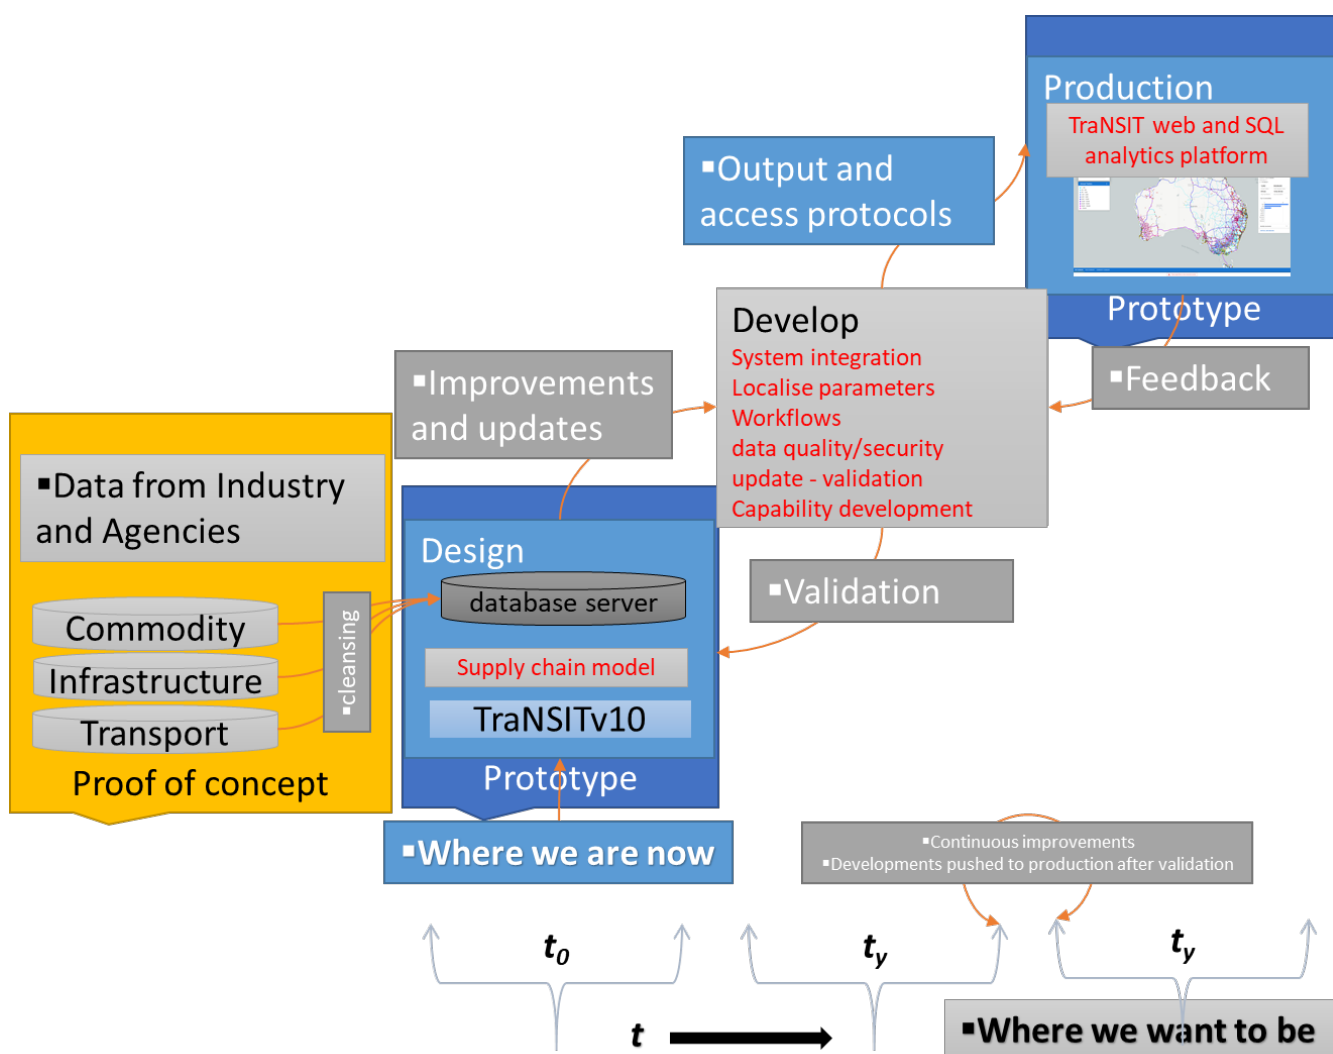 Production
TraNSIT web and SQL
analytics platform
Prototype
▪Output and
access protocols
Develop
System integration
Localise parameters
Workflows
data quality/security
update - validation
Capability development
▪Feedback
▪Improvements
and updates
▪Validation
▪Data from Industry
and Agencies
Commodity
Infrastructure
Transport
▪cleansing
Proof of concept
Design
database server
Supply chain model
TraNSITv10
Prototype
▪Where we are now
▪Continuous improvements
▪Developments pushed to production after validation
t0
ty
ty
t
▪Where we want to be